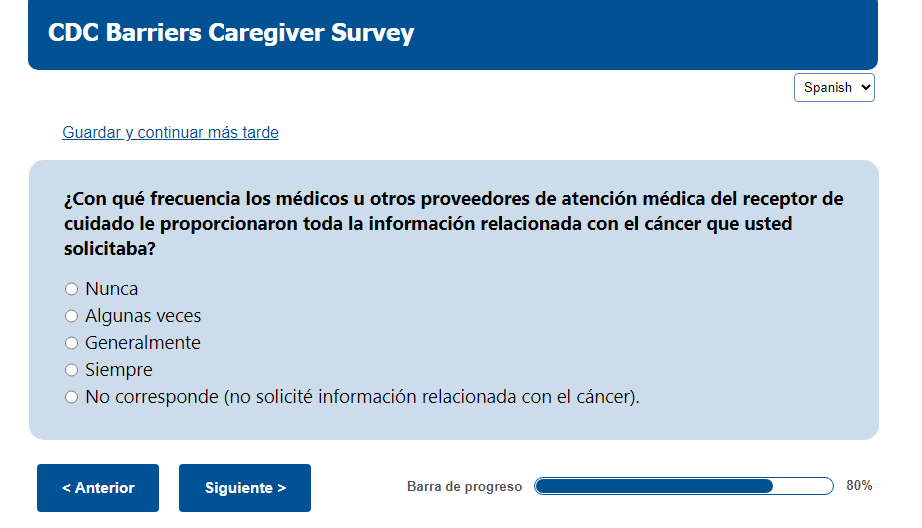 CDC Barriers Caregiver Survey
Spanish
Guardar y continuar más tarde
¿Con qué frecuencia los médicos u otros proveedores de atención médica del receptor de
cuidado le proporcionaron toda la información relacionada con el cáncer que usted
solicitaba?
Nunca
Algunas veces
Generalmente
Siempre
No corresponde (no solicité información relacionada con el cáncer).
< Anterior
Siguiente >
Barra de progreso
80%